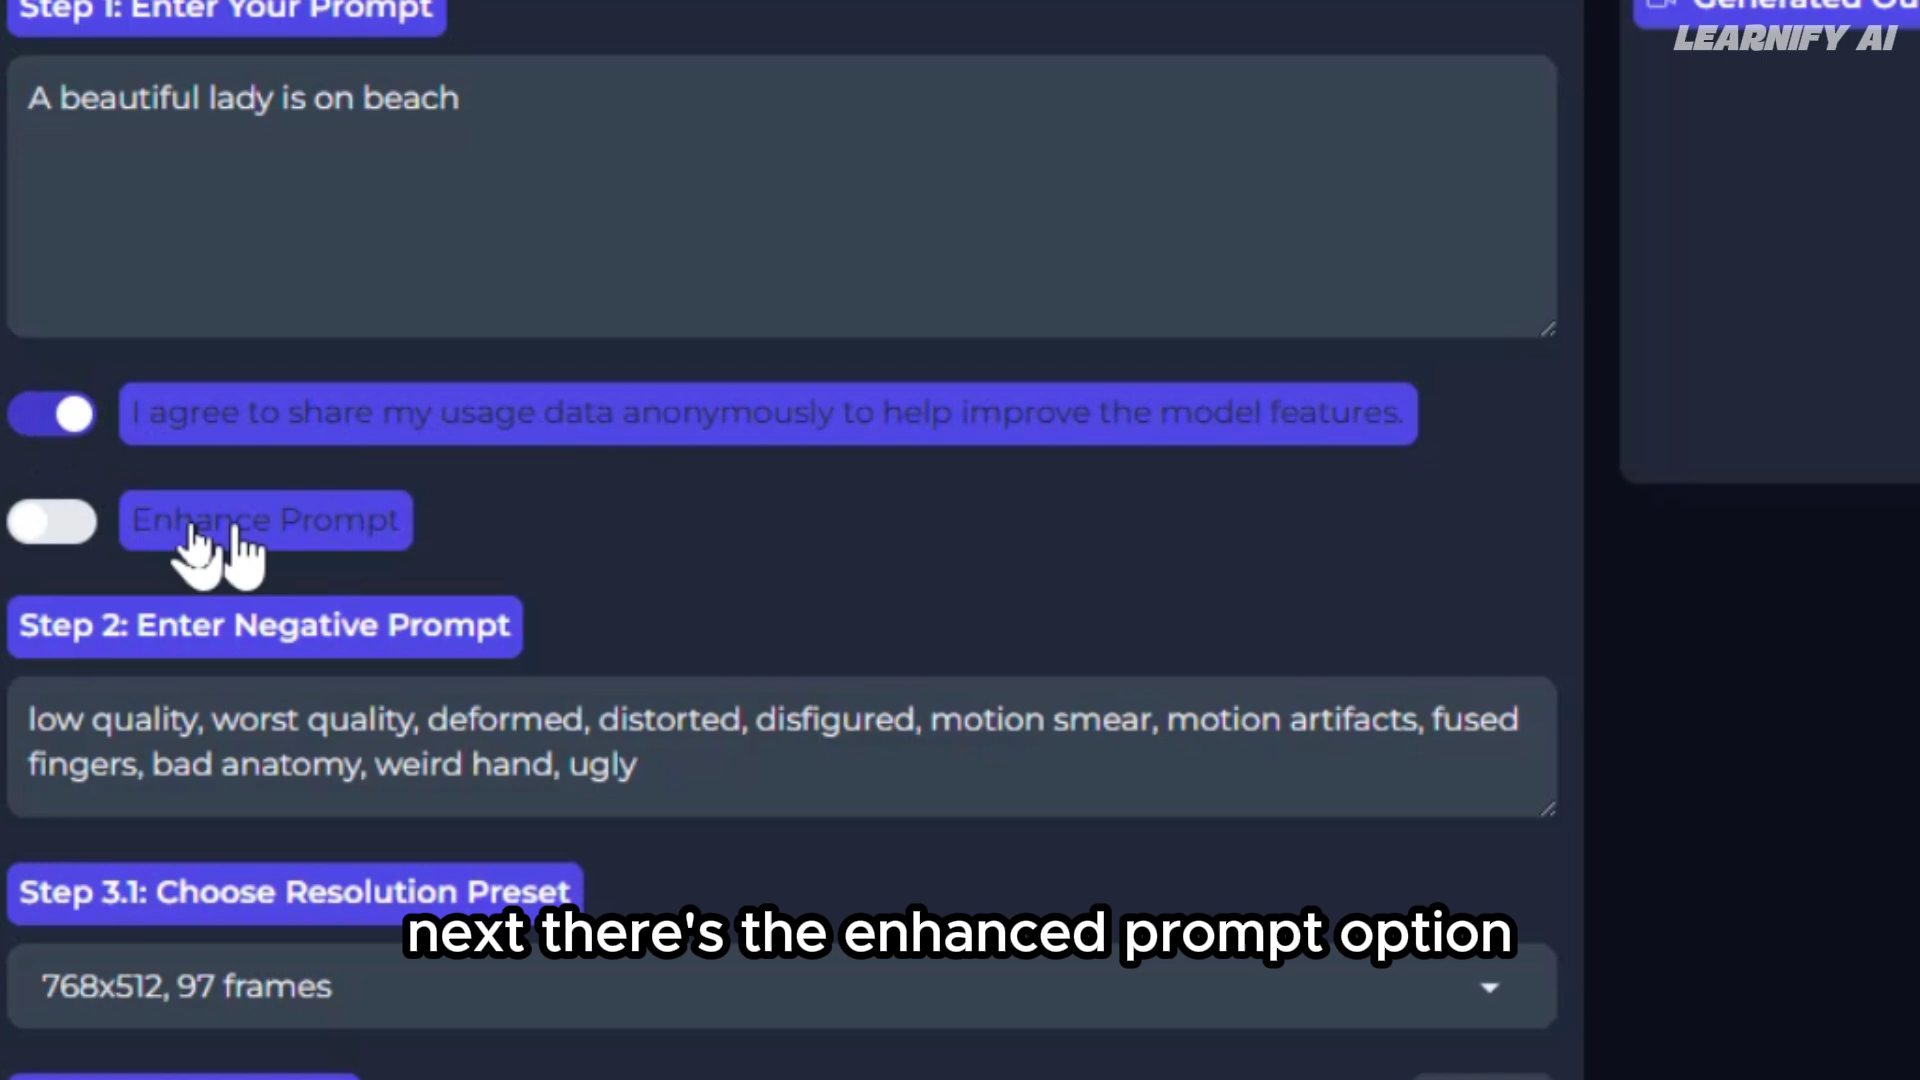 Step 1: Enter Your Prompt
Generated Ou
LEARNIFY AI
A beautiful lady is on beach
I agree to share my usage data anonymously to help improve the model features.
Enhance Prompt
Step 2: Enter Negative Prompt
low quality, worst quality, deformed, distorted, disfigured, motion smear, motion artifacts, fused
fingers, bad anatomy, weird hand, ugly
Step 3.1: Choose Resolution Preset
next there's the enhanced prompt option
768x512, 97 frames